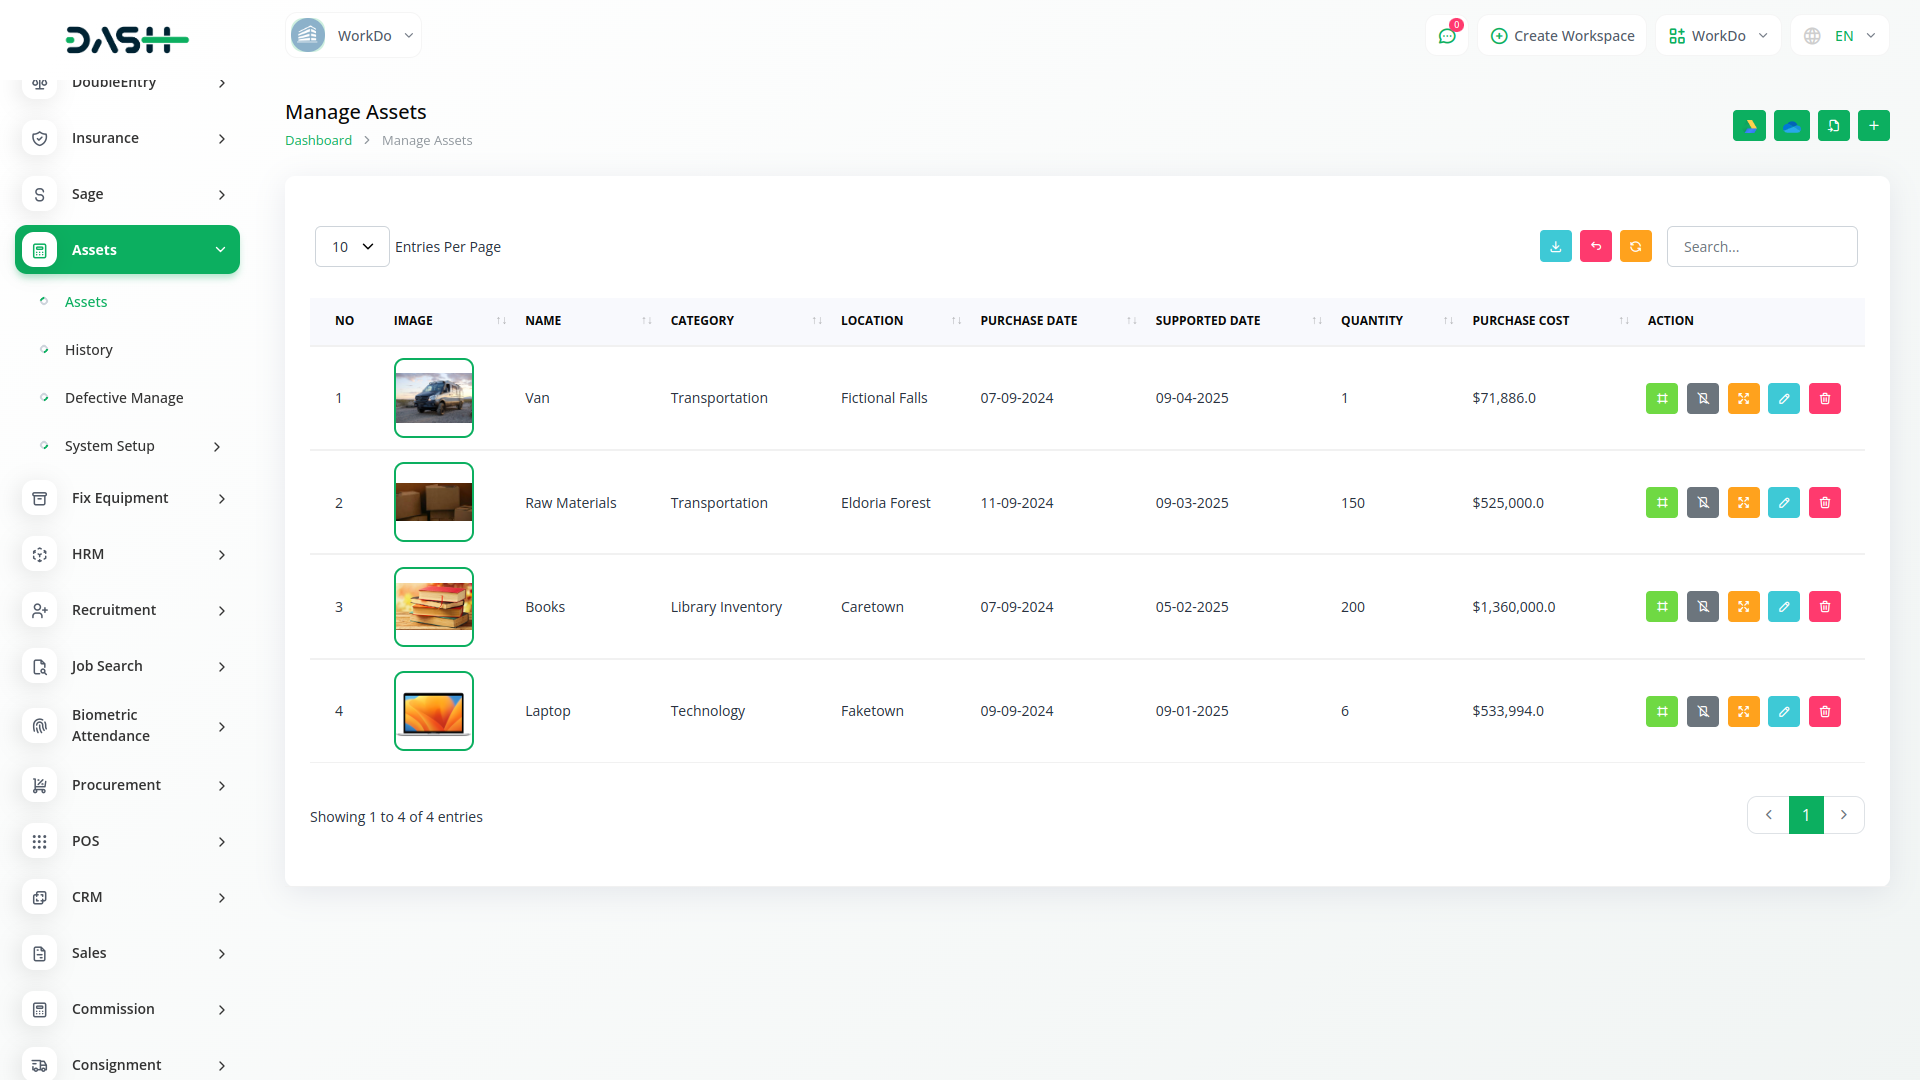 DASH
WorkDo
0
Create Workspace
WorkDo
EN
DoubleEntry
Insurance
Sage
Assets
Assets
History
Defective Manage
System Setup
Fix Equipment
HRM
Recruitment
Job Search
Biometric
Attendance
Procurement
POS
CRM
Sales
Commission
Consignment
Manage Assets
Dashboard > Manage Assets
10 Entries Per Page
Search...
NO IMAGE NAME CATEGORY LOCATION PURCHASE DATE SUPPORTED DATE QUANTITY PURCHASE COST ACTION
1 Van Transportation Fictional Falls 07-09-2024 09-04-2025 1 $71,886.0
2 Raw Materials Transportation Eldoria Forest 11-09-2024 09-03-2025 150 $525,000.0
3 Books Library Inventory Caretown 07-09-2024 05-02-2025 200 $1,360,000.0
4 Laptop Technology Faketown 09-09-2024 09-01-2025 6 $533,994.0
Showing 1 to 4 of 4 entries
1